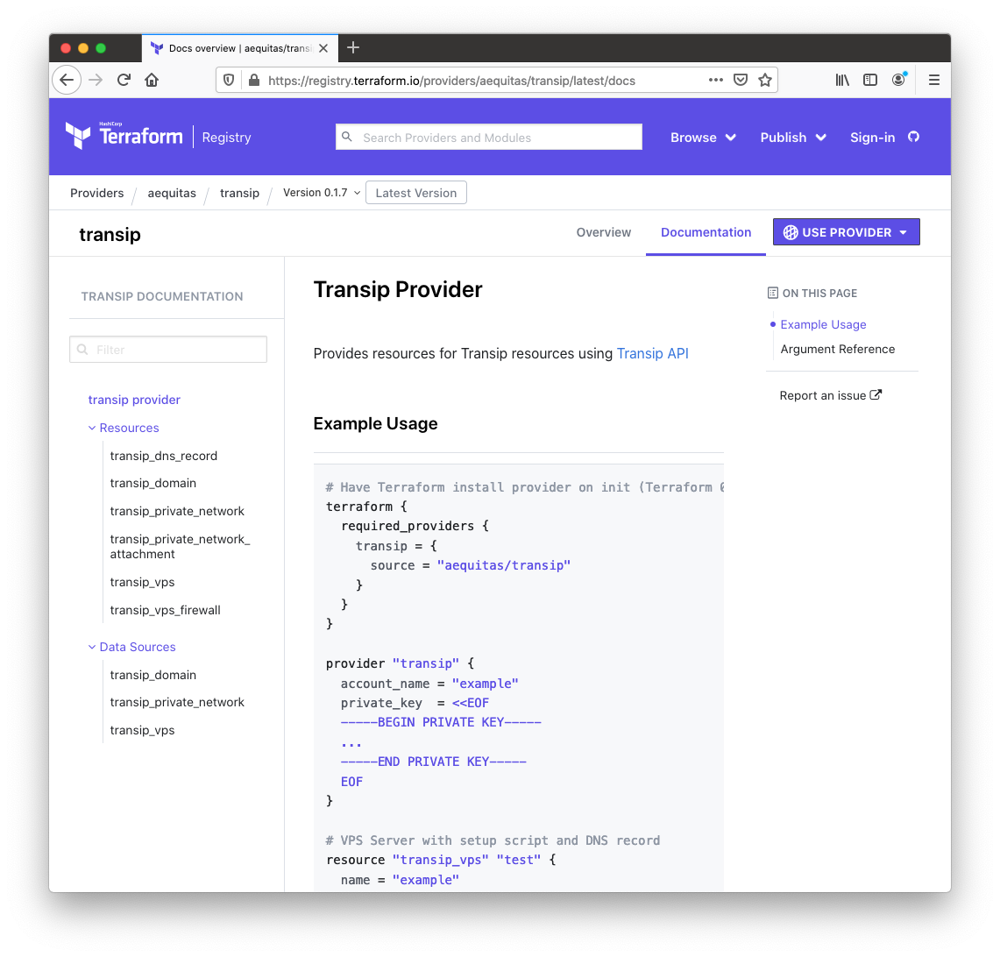 Docs overview | aequitas/transi
https://registry.terraform.io/providers/aequitas/transip/latest/docs
HashiCorp
Terraform
Registry
Search Providers and Modules
Browse
Publish
Sign-in
Providers / aequitas / transip / Version 0.1.7
Latest Version
transip
Overview
Documentation
USE PROVIDER
TRANSIP DOCUMENTATION
Filter
transip provider
Resources
transip_dns_record
transip_domain
transip_private_network
transip_private_network_
attachment
transip_vps
transip_vps_firewall
Data Sources
transip_domain
transip_private_network
transip_vps
Transip Provider
Provides resources for Transip resources using Transip API
Example Usage
# Have Terraform install provider on init (Terraform
terraform {
  required_providers {
    transip = {
      source = "aequitas/transip"
    }
  }
}
provider "transip" {
  account_name = "example"
  private_key  = <<EOF
  -----BEGIN PRIVATE KEY-----
  ...
  -----END PRIVATE KEY-----
  EOF
}
# VPS Server with setup script and DNS record
resource "transip_vps" "test" {
  name = "example"
ON THIS PAGE
Example Usage
Argument Reference
Report an issue